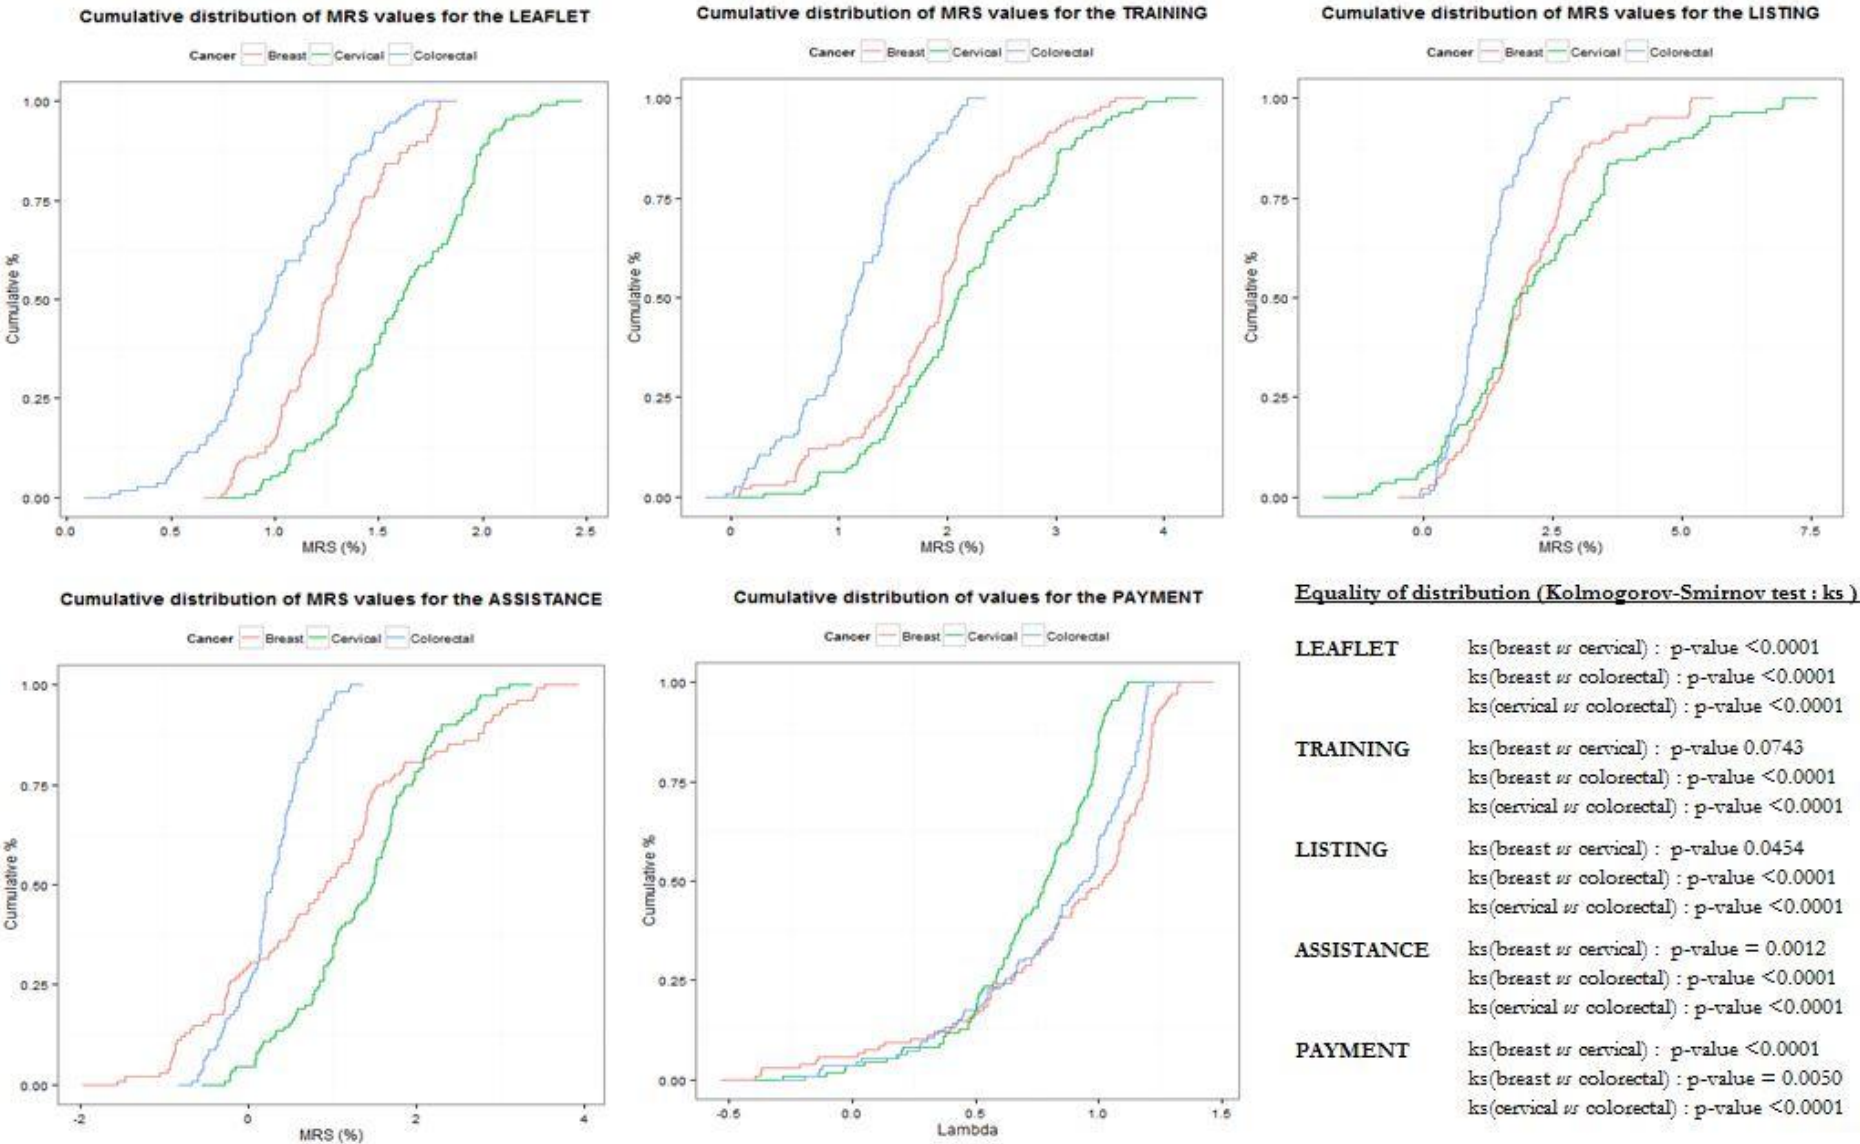 Cumulative distribution of MRS values for the LEAFLET
Cancer Breast Cervical Colorectal
1.00
0.75
0.50
0.25
0.00
Cumulative %
0.0 0.5 1.0 1.5 2.0 2.5
MRS (%)
Cumulative distribution of MRS values for the TRAINING
Cancer Breast Cervical Colorectal
1.00
0.75
0.50
0.25
0.00
Cumulative %
0 1 2 3 4
MRS (%)
Cumulative distribution of MRS values for the LISTING
Cancer Breast Cervical Colorectal
1.00
0.75
0.50
0.25
0.00
Cumulative %
0.0 2.5 5.0 7.5
MRS (%)
Cumulative distribution of MRS values for the ASSISTANCE
Cancer Breast Cervical Colorectal
1.00
0.75
0.50
0.25
0.00
Cumulative %
-2 0 2 4
MRS (%)
Cumulative distribution of values for the PAYMENT
Cancer Breast Cervical Colorectal
1.00
0.75
0.50
0.25
0.00
Cumulative %
-0.5 0.0 0.5 1.0 1.5
Lambda
Equality of distribution (Kolmogorov-Smirnov test : ks )
LEAFLET ks(breast vs cervical) : p-value <0.0001
ks(breast vs colorectal) : p-value <0.0001
ks(cervical vs colorectal) : p-value <0.0001
TRAINING ks(breast vs cervical) : p-value 0.0743
ks(breast vs colorectal) : p-value <0.0001
ks(cervical vs colorectal) : p-value <0.0001
LISTING ks(breast vs cervical) : p-value 0.0454
ks(breast vs colorectal) : p-value <0.0001
ks(cervical vs colorectal) : p-value <0.0001
ASSISTANCE ks(breast vs cervical) : p-value = 0.0012
ks(breast vs colorectal) : p-value <0.0001
ks(cervical vs colorectal) : p-value <0.0001
PAYMENT ks(breast vs cervical) : p-value <0.0001
ks(breast vs colorectal) : p-value = 0.0050
ks(cervical vs colorectal) : p-value <0.0001